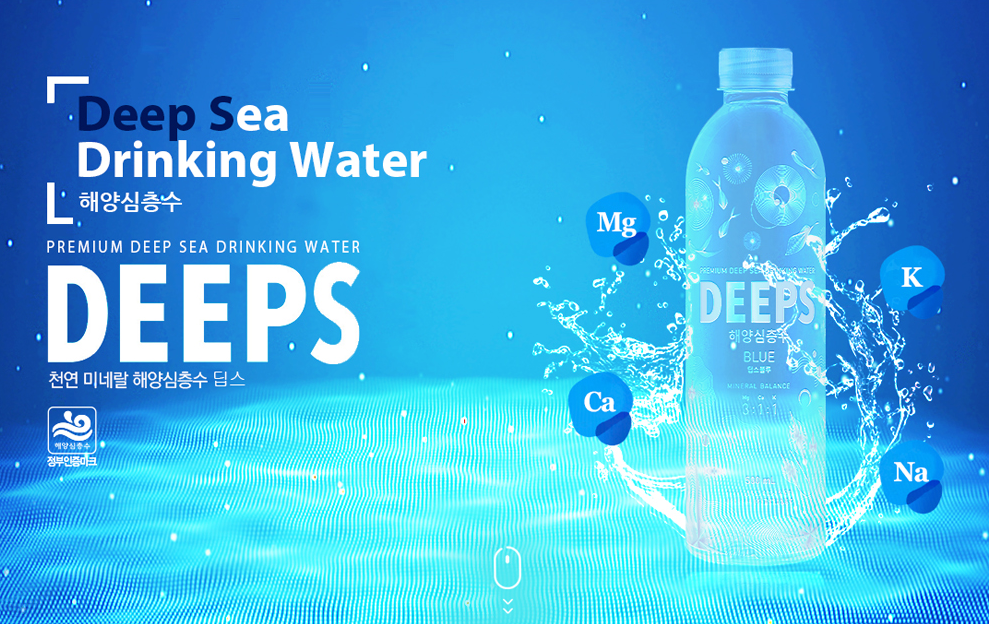 Deep Sea
Drinking Water
해양심층수
PREMIUM DEEP SEA DRINKING WATER
DEEPS
천연 미네랄 해양심층수 딥스
해양심층수
정부인증마크
Mg
K
Ca
Na
PREMIUM DEEP SEA DRINKING WATER
DEEPS
해양심층수
BLUE
딥스블루
MINERAL BALANCE
Mg Ca K
3:1:1